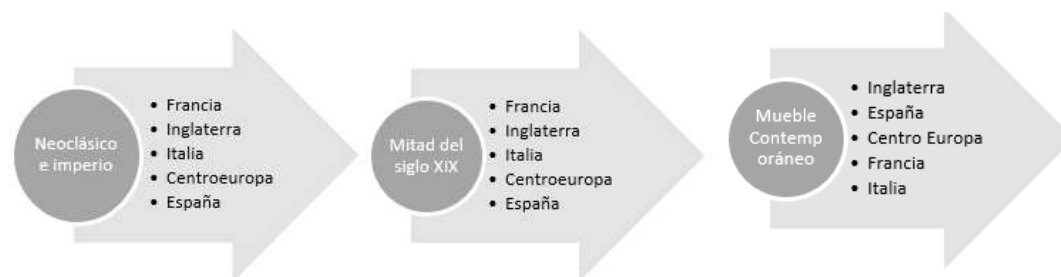 Neoclásico
e imperio
• Francia
• Inglaterra
• Italia
• Centroeuropa
• España
Mitad del
siglo XIX
• Francia
• Inglaterra
• Italia
• Centroeuropa
• España
Mueble
Contemp
oráneo
• Inglaterra
• España
• Centro Europa
• Francia
• Italia